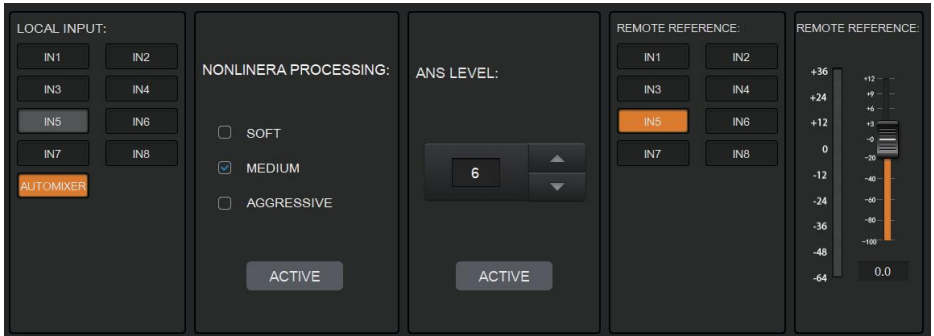 LOCAL INPUT:
IN1 IN2
IN3 IN4
IN5 IN6
IN7 IN8
AUTOMIXER
NONLINERA PROCESSING:
SOFT
MEDIUM
AGGRESSIVE
ACTIVE
ANS LEVEL:
6
ACTIVE
REMOTE REFERENCE:
IN1 IN2
IN3 IN4
IN5 IN6
IN7 IN8
REMOTE REFERENCE:
+36
+24
+12
0
-12
-24
-36
-48
-64
+12
+9
+6
+3
-0
-20
-40
-60
-80
-100
0.0